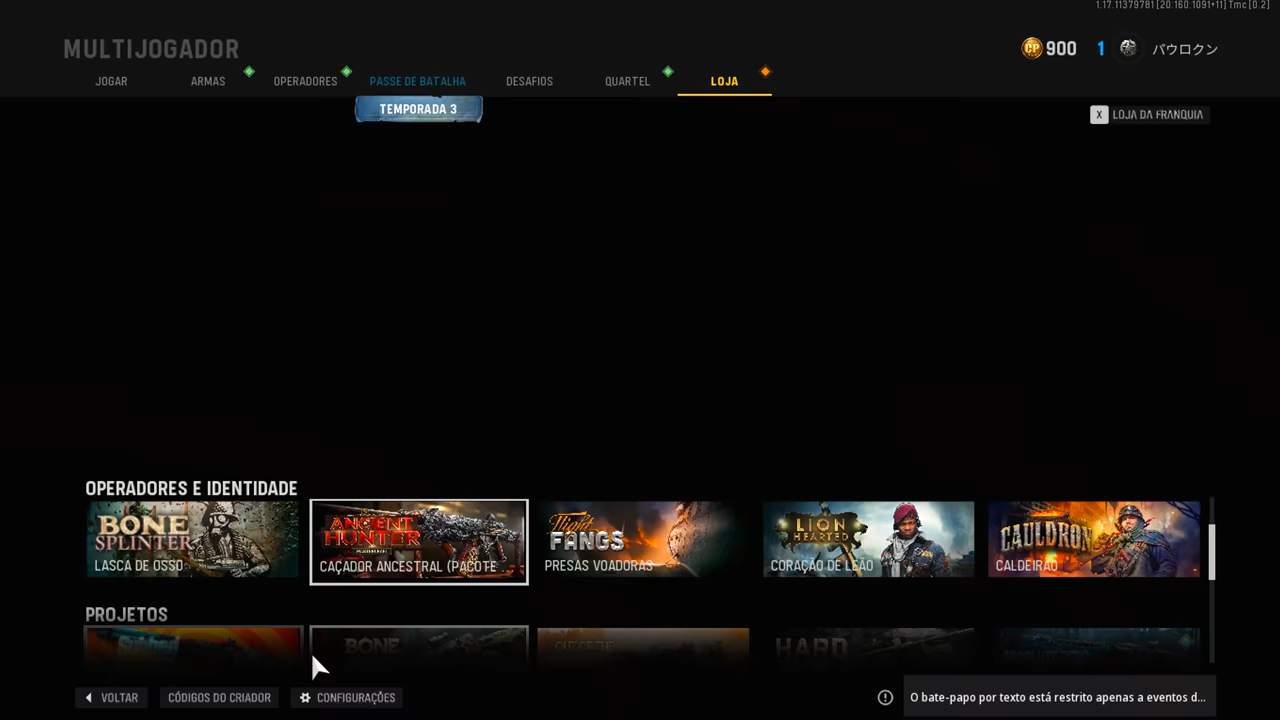 1.17.11379781 [20:160:1091+11] Tmc [0.2]
MULTIJOGADOR
900
1
パウロクン
JOGAR
ARMAS
OPERADORES
PASSE DE BATALHA
DESAFIOS
QUARTEL
LOJA
TEMPORADA 3
X LOJA DA FRANQUIA
OPERADORES E IDENTIDADE
BONE
SPLINTER
LASCA DE OSSO
ANCIENT
HUNTER
CAÇADOR ANCESTRAL (PACOTE
Flight
FANGS
PRESAS VOADORAS
LION
HEARTED
CORAÇÃO DE LEÃO
CAULDRON
CALDEIRÃO
PROJETOS
BONE
HARD
VOLTAR
CÓDIGOS DO CRIADOR
CONFIGURAÇÕES
O bate-papo por texto está restrito apenas a eventos d...